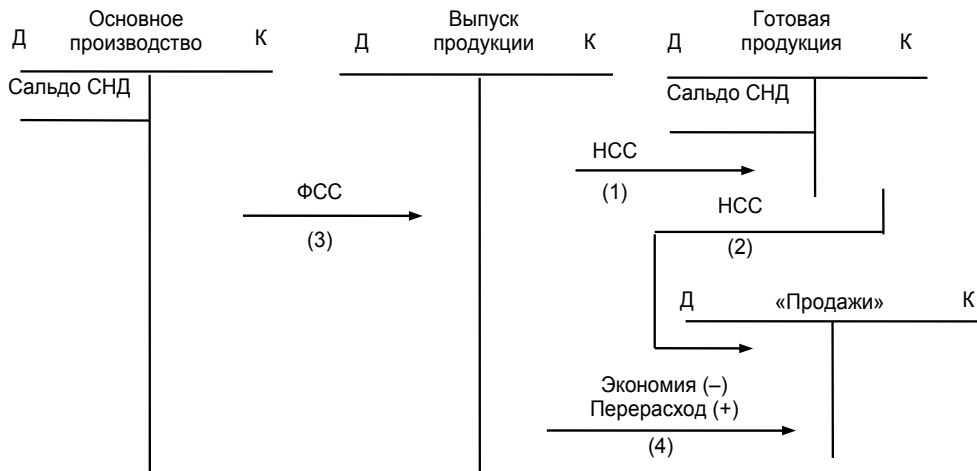 Основное
производство
Д К
Сальдо СНД
Выпуск
продукции
Д К
Готовая
продукция
Д К
Сальдо СНД
НСС
(1)
ФСС
(3)
НСС
(2)
Д «Продажи» К
Экономия (–)
Перерасход (+)
(4)